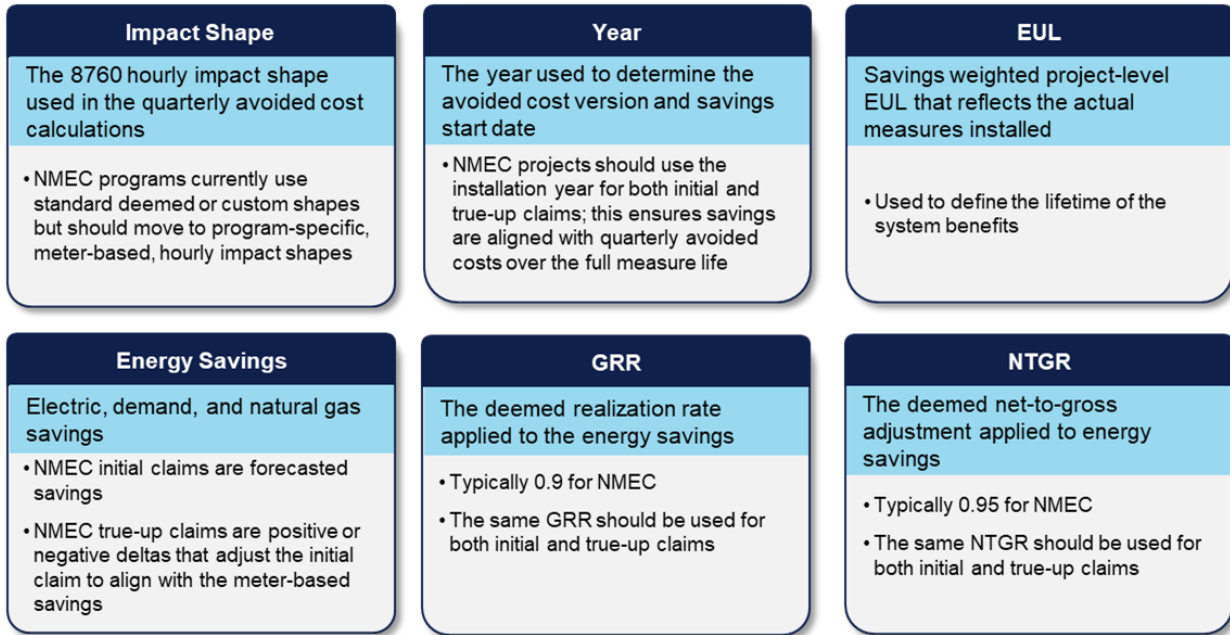 Impact Shape
The 8760 hourly impact shape
used in the quarterly avoided cost
calculations
• NMEC programs currently use
standard deemed or custom shapes
but should move to program-specific,
meter-based, hourly impact shapes
Year
The year used to determine the
avoided cost version and savings
start date
• NMEC projects should use the
installation year for both initial and
true-up claims; this ensures savings
are aligned with quarterly avoided
costs over the full measure life
EUL
Savings weighted project-level
EUL that reflects the actual
measures installed
• Used to define the lifetime of the
system benefits
Energy Savings
Electric, demand, and natural gas
savings
• NMEC initial claims are forecasted
savings
• NMEC true-up claims are positive or
negative deltas that adjust the initial
claim to align with the meter-based
savings
GRR
The deemed realization rate
applied to the energy savings
• Typically 0.9 for NMEC
• The same GRR should be used for
both initial and true-up claims
NTGR
The deemed net-to-gross
adjustment applied to energy
savings
• Typically 0.95 for NMEC
• The same NTGR should be used for
both initial and true-up claims